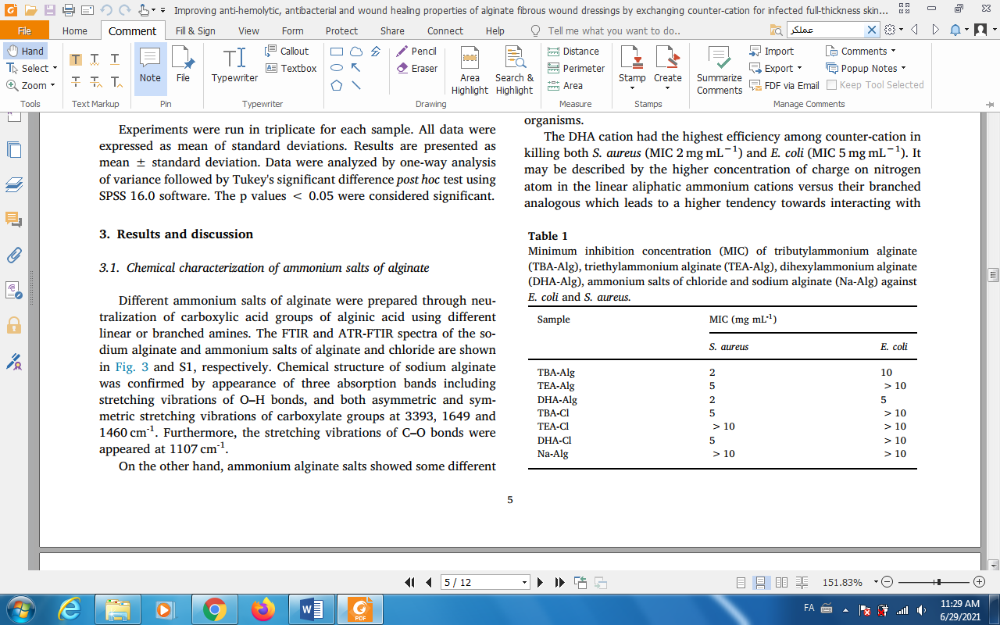 Improving anti-hemolytic, antibacterial and wound healing properties of alginate fibrous wound dressings by exchanging counter-cation for infected full-thickness skin...
File Home Comment Fill & Sign View Form Protect Share Connect Help Tell me what you want to do.. عملکر
Hand
Select
Zoom
Tools
T T T
T T T
Text Markup
Note
File
Pin
Typewriter
Callout
Textbox
Typewriter
Pencil
Eraser
Area
Highlight
Search &
Highlight
Drawing
Distance
Perimeter
Area
Measure
Stamp
Create
Stamps
Summarize
Comments
Import
Export
FDF via Email
Comments
Popup Notes
Keep Tool Selected
Manage Comments
Experiments were run in triplicate for each sample. All data were
expressed as mean of standard deviations. Results are presented as
mean ± standard deviation. Data were analyzed by one-way analysis
of variance followed by Tukey's significant difference post hoc test using
SPSS 16.0 software. The p values < 0.05 were considered significant.
3. Results and discussion
3.1. Chemical characterization of ammonium salts of alginate
Different ammonium salts of alginate were prepared through neu-
tralization of carboxylic acid groups of alginic acid using different
linear or branched amines. The FTIR and ATR-FTIR spectra of the so-
dium alginate and ammonium salts of alginate and chloride are shown
in Fig. 3 and S1, respectively. Chemical structure of sodium alginate
was confirmed by appearance of three absorption bands including
stretching vibrations of O–H bonds, and both asymmetric and sym-
metric stretching vibrations of carboxylate groups at 3393, 1649 and
1460 cm-1. Furthermore, the stretching vibrations of C–O bonds were
appeared at 1107 cm-1.
On the other hand, ammonium alginate salts showed some different
organisms.
The DHA cation had the highest efficiency among counter-cation in
killing both S. aureus (MIC 2 mg mL−1) and E. coli (MIC 5 mg mL−1). It
may be described by the higher concentration of charge on nitrogen
atom in the linear aliphatic ammonium cations versus their branched
analogous which leads to a higher tendency towards interacting with
Table 1
Minimum inhibition concentration (MIC) of tributylammonium alginate
(TBA-Alg), triethylammonium alginate (TEA-Alg), dihexylammonium alginate
(DHA-Alg), ammonium salts of chloride and sodium alginate (Na-Alg) against
E. coli and S. aureus.
Sample MIC (mg mL-1)
S. aureus E. coli
TBA-Alg 2 10
TEA-Alg 5 > 10
DHA-Alg 2 5
TBA-Cl 5 > 10
TEA-Cl > 10 > 10
DHA-Cl 5 > 10
Na-Alg > 10 > 10
5
5 / 12
151.83%
W
PDF
FA
11:29 AM
6/29/2021